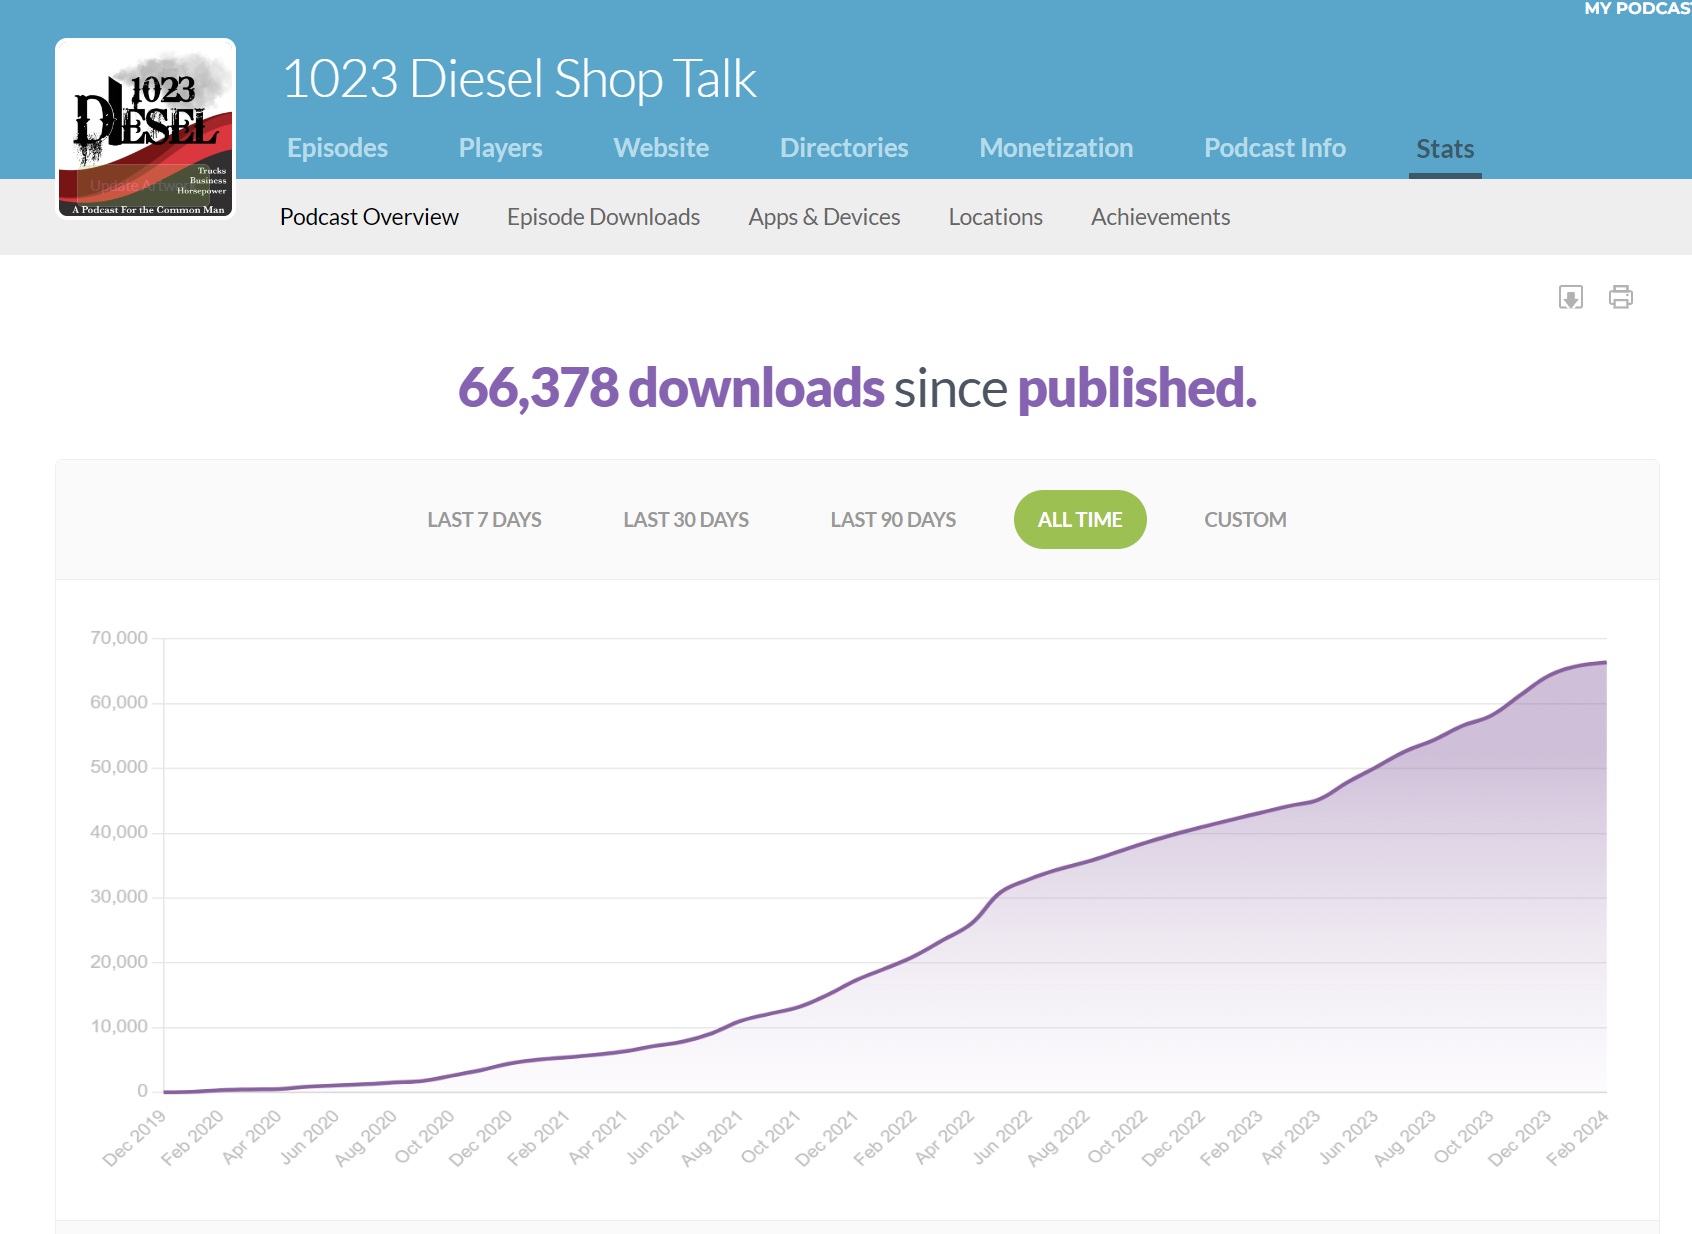 MY PODCAS
1023
DIESEL
Trucks
Business
Horsepower
Update Artwork
A Podcast For the Common Man
1023 Diesel Shop Talk
Episodes Players Website Directories Monetization Podcast Info Stats
Podcast Overview Episode Downloads Apps & Devices Locations Achievements
66,378 downloads since published.
LAST 7 DAYS LAST 30 DAYS LAST 90 DAYS ALL TIME CUSTOM
70,000
60,000
50,000
40,000
30,000
20,000
10,000
0
Dec 2019 Feb 2020 Apr 2020 Jun 2020 Aug 2020 Oct 2020 Dec 2020 Feb 2021 Apr 2021 Jun 2021 Aug 2021 Oct 2021 Dec 2021 Feb 2022 Apr 2022 Jun 2022 Aug 2022 Oct 2022 Dec 2022 Feb 2023 Apr 2023 Jun 2023 Aug 2023 Oct 2023 Dec 2023 Feb 2024